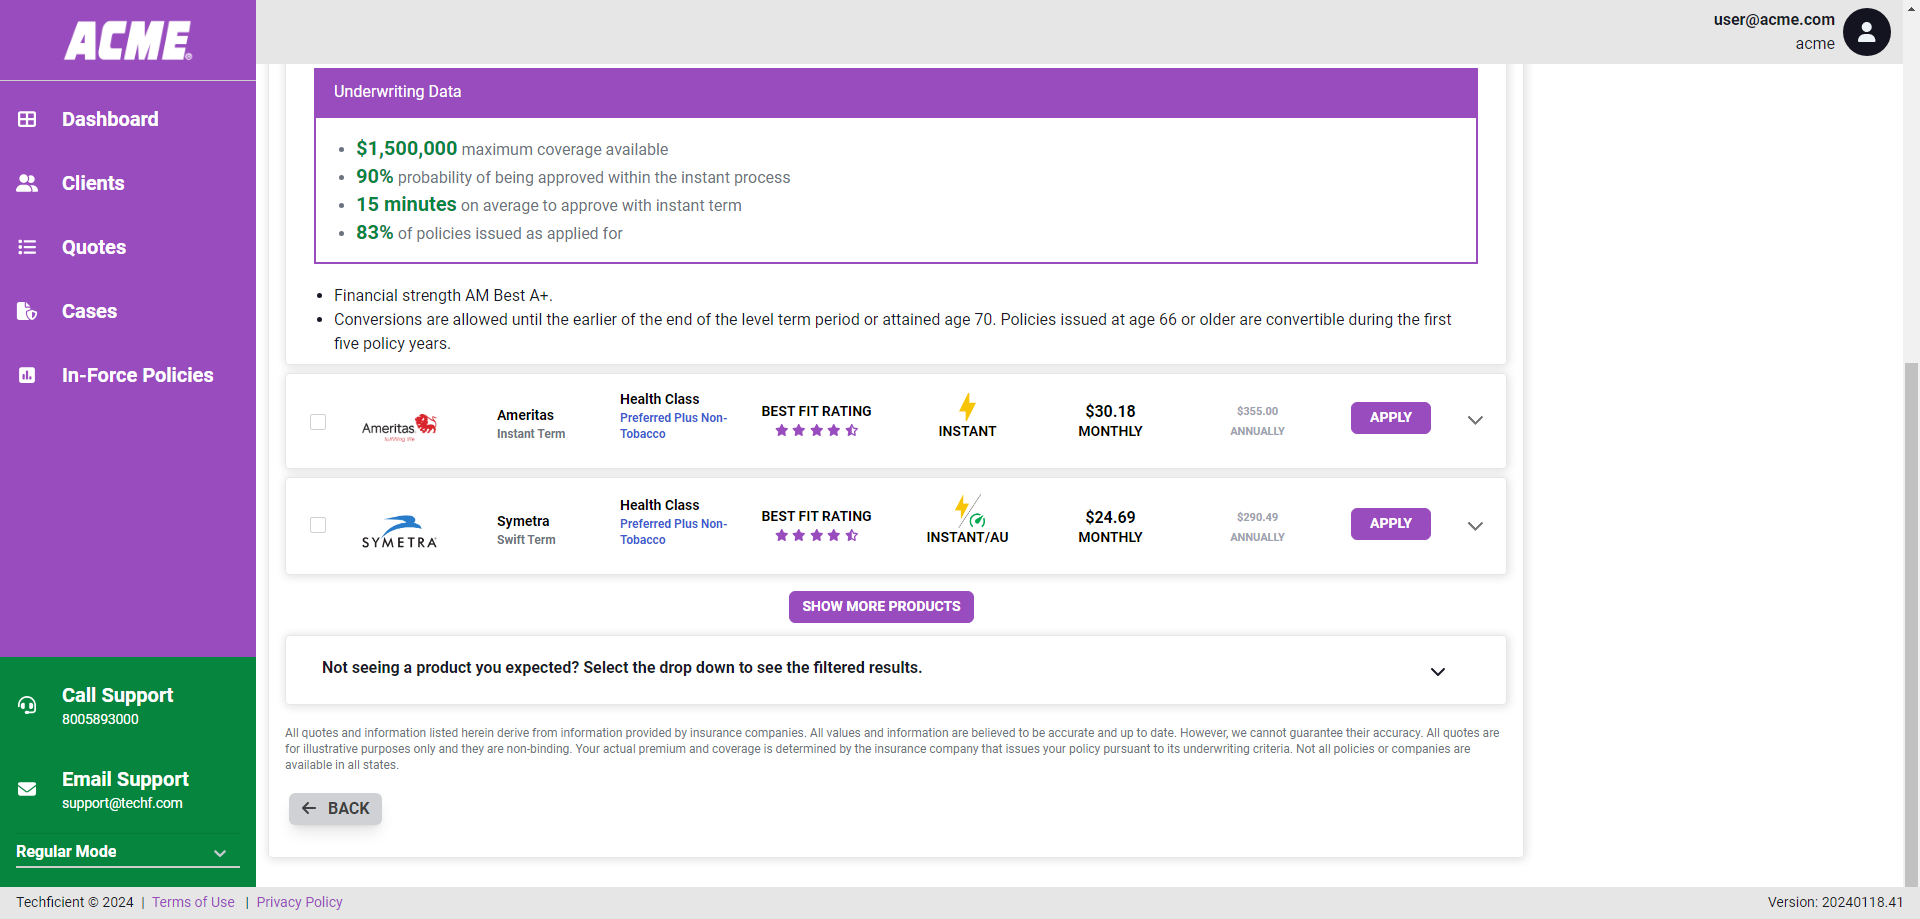 ACME
user@acme.com
acme
Dashboard
Clients
Quotes
Cases
In-Force Policies
Call Support
8005893000
Email Support
support@techf.com
Regular Mode
Underwriting Data
$1,500,000 maximum coverage available
90% probability of being approved within the instant process
15 minutes on average to approve with instant term
83% of policies issued as applied for
Financial strength AM Best A+.
Conversions are allowed until the earlier of the end of the level term period or attained age 70. Policies issued at age 66 or older are convertible during the first
five policy years.
Ameritas
fulfilling life
Ameritas
Instant Term
Health Class
Preferred Plus Non-
Tobacco
BEST FIT RATING
INSTANT
$30.18
MONTHLY
$355.00
ANNUALLY
APPLY
SYMETRA
Symetra
Swift Term
Health Class
Preferred Plus Non-
Tobacco
BEST FIT RATING
INSTANT/AU
$24.69
MONTHLY
$290.49
ANNUALLY
APPLY
SHOW MORE PRODUCTS
Not seeing a product you expected? Select the drop down to see the filtered results.
All quotes and information listed herein derive from information provided by insurance companies. All values and information are believed to be accurate and up to date. However, we cannot guarantee their accuracy. All quotes are
for illustrative purposes only and they are non-binding. Your actual premium and coverage is determined by the insurance company that issues your policy pursuant to its underwriting criteria. Not all policies or companies are
available in all states.
BACK
Techficient © 2024 | Terms of Use | Privacy Policy
Version: 20240118.41